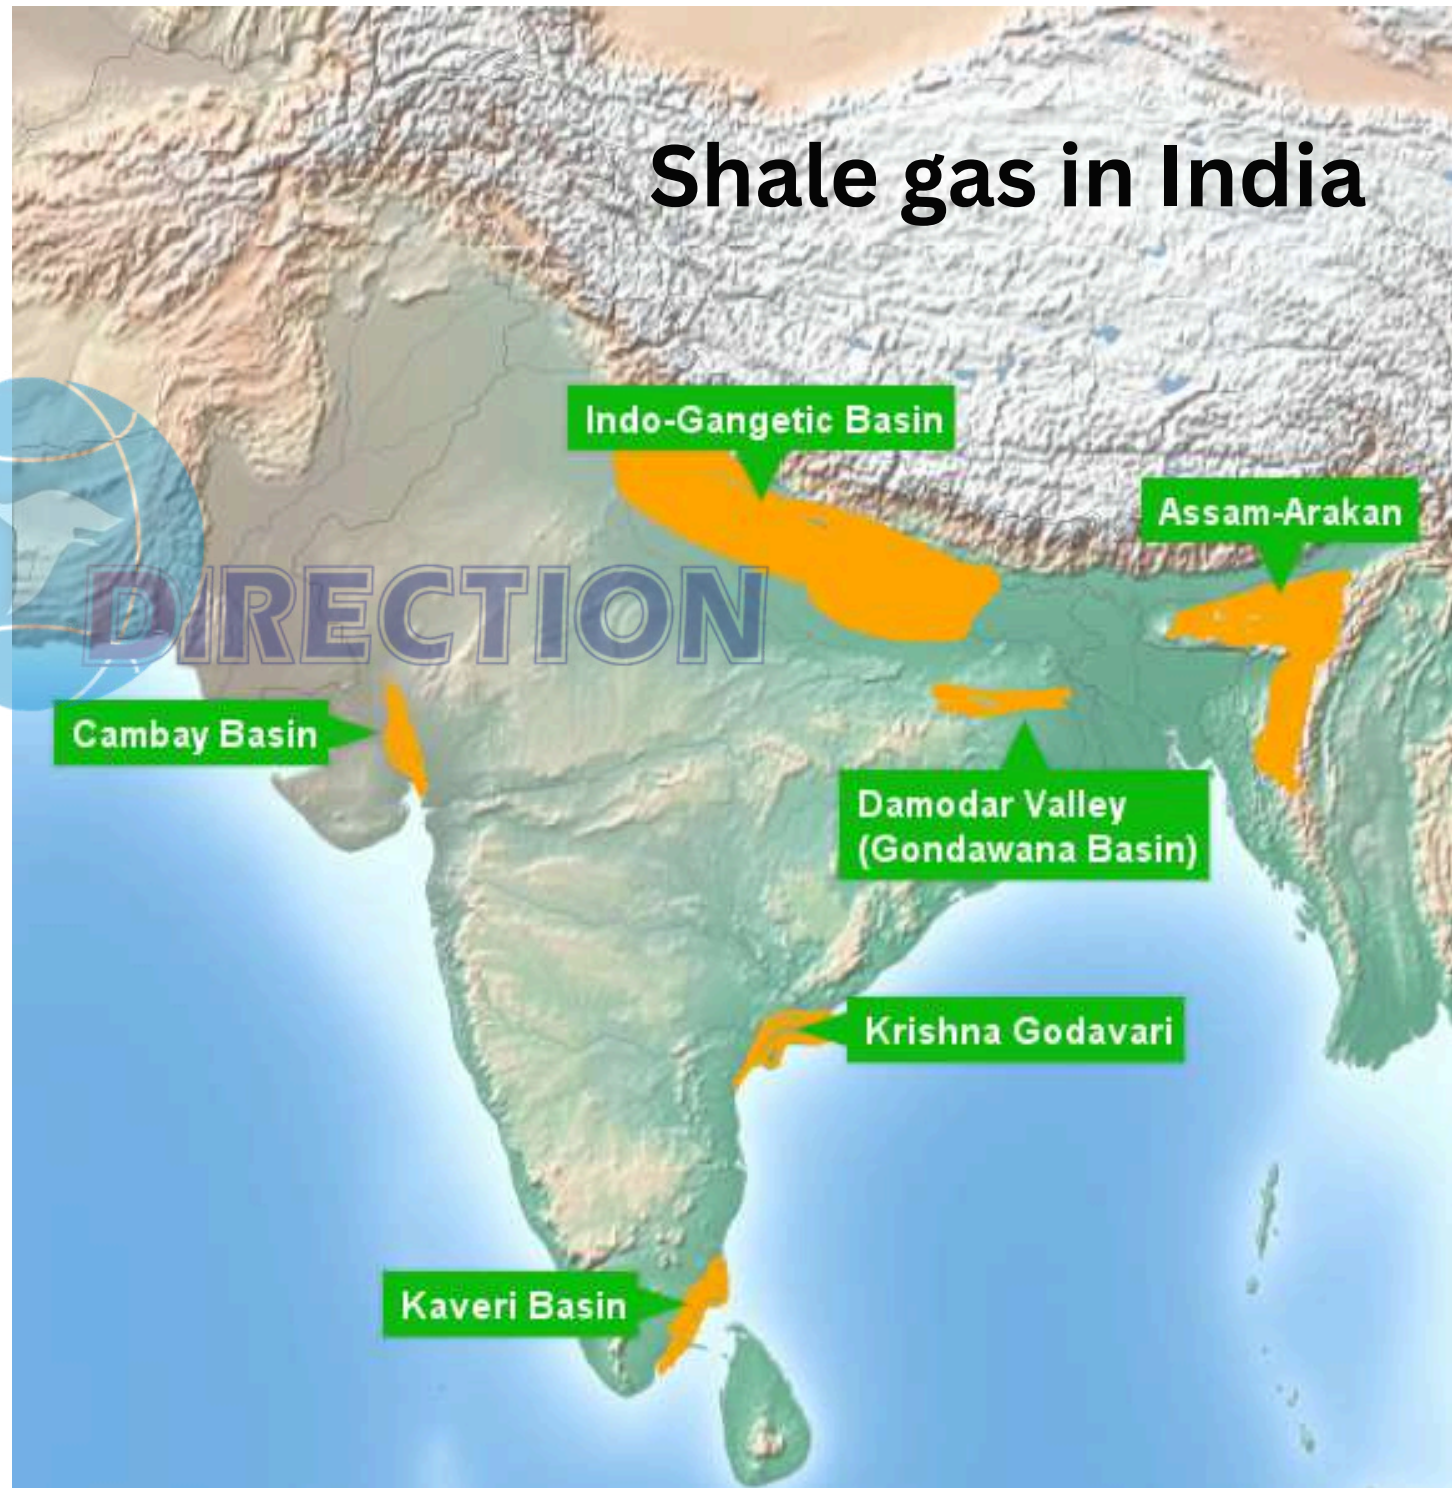 Shale gas in India
Indo-Gangetic Basin
Assam-Arakan
DIRECTION
Cambay Basin
Damodar Valley
(Gondawana Basin)
Krishna Godavari
Kaveri Basin